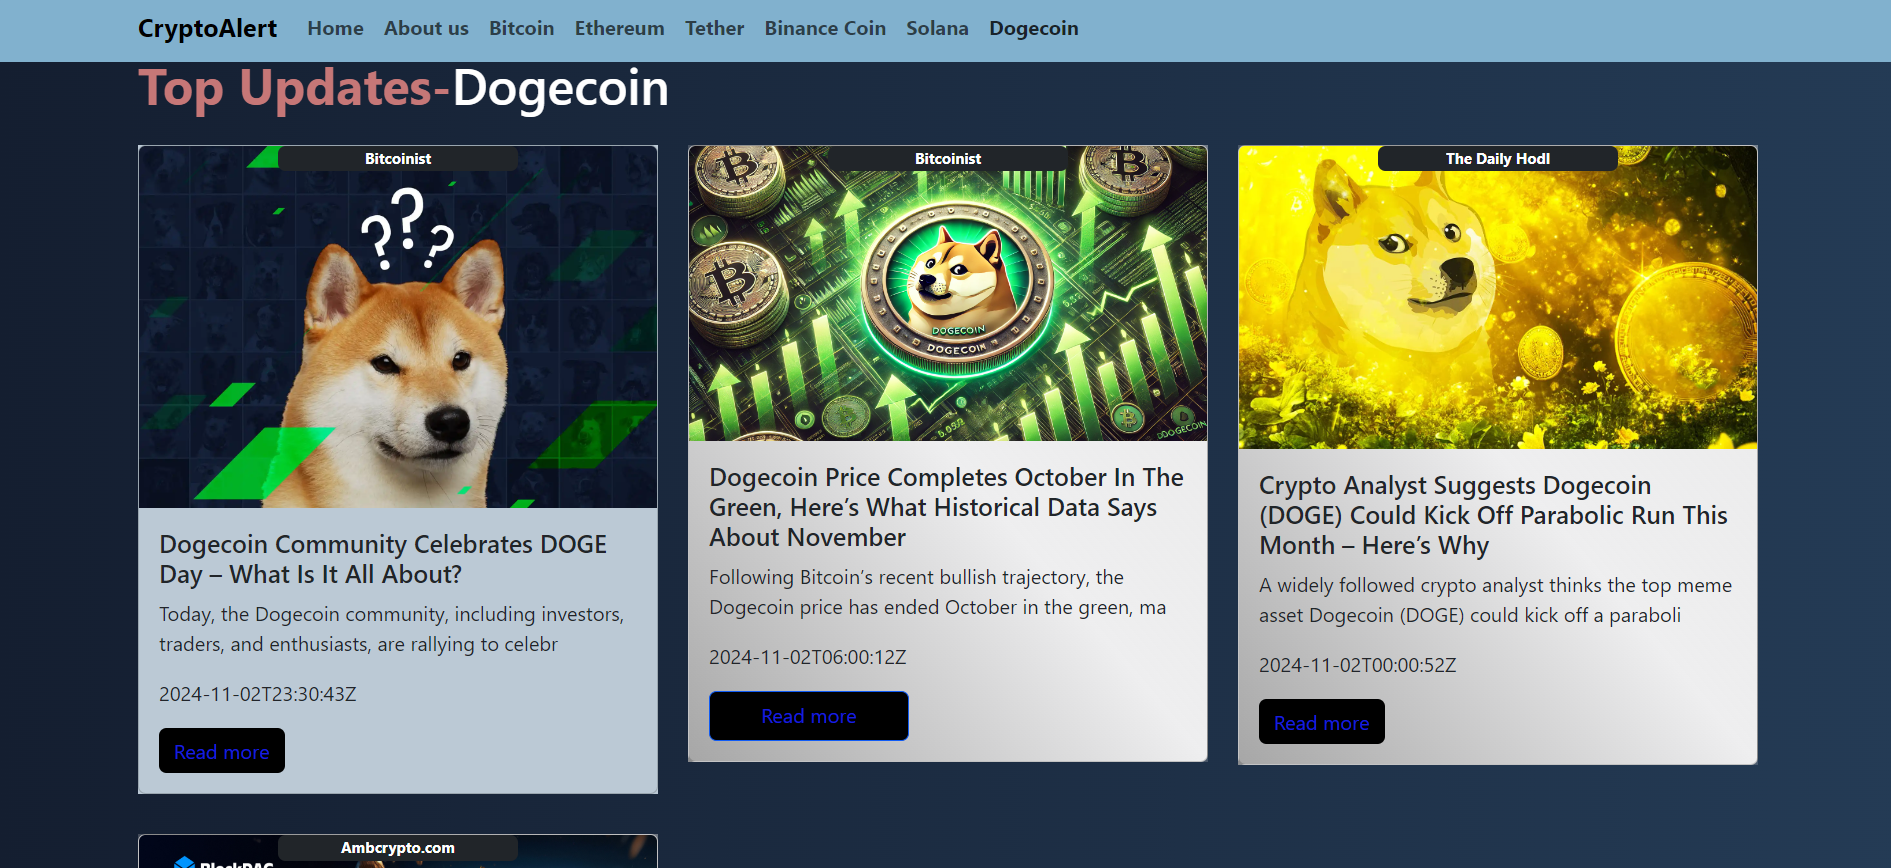 CryptoAlert Home About us Bitcoin Ethereum Tether Binance Coin Solana Dogecoin
Top Updates-Dogecoin
Bitcoinist
???
Dogecoin Community Celebrates DOGE
Day – What Is It All About?
Today, the Dogecoin community, including investors,
traders, and enthusiasts, are rallying to celebr
2024-11-02T23:30:43Z
Read more
Bitcoinist
DOGECOIN
DOGECOIN
Dogecoin Price Completes October In The
Green, Here’s What Historical Data Says
About November
Following Bitcoin’s recent bullish trajectory, the
Dogecoin price has ended October in the green, ma
2024-11-02T06:00:12Z
Read more
The Daily Hodl
Crypto Analyst Suggests Dogecoin
(DOGE) Could Kick Off Parabolic Run This
Month – Here’s Why
A widely followed crypto analyst thinks the top meme
asset Dogecoin (DOGE) could kick off a paraboli
2024-11-02T00:00:52Z
Read more
Ambcrypto.com
BlockDAG